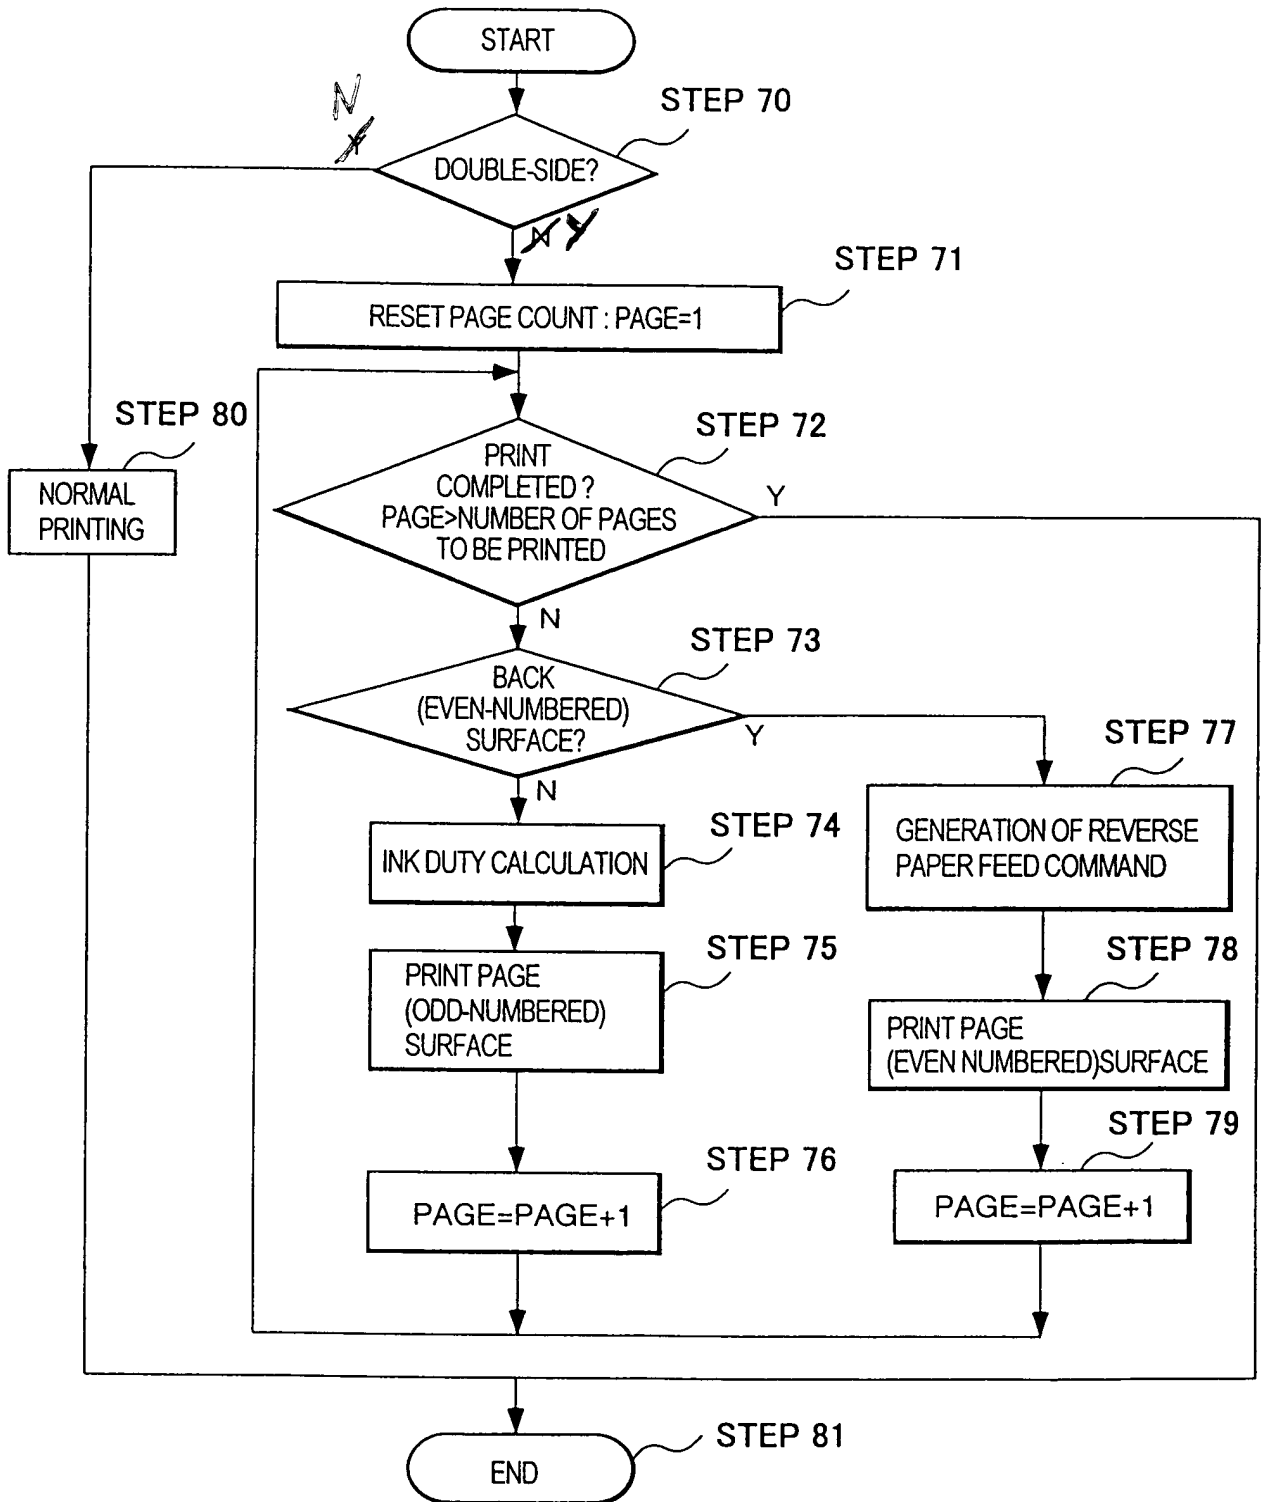 START
N
Y
STEP 70
DOUBLE-SIDE?
N Y
STEP 71
RESET PAGE COUNT : PAGE=1
STEP 80
NORMAL
PRINTING
STEP 72
PRINT
COMPLETED ?
PAGE>NUMBER OF PAGES
TO BE PRINTED
Y
N
STEP 73
BACK
(EVEN-NUMBERED)
SURFACE?
Y
N
STEP 77
GENERATION OF REVERSE
PAPER FEED COMMAND
STEP 74
INK DUTY CALCULATION
STEP 75
PRINT PAGE
(ODD-NUMBERED)
SURFACE
STEP 78
PRINT PAGE
(EVEN NUMBERED)SURFACE
STEP 76
PAGE=PAGE+1
STEP 79
PAGE=PAGE+1
STEP 81
END